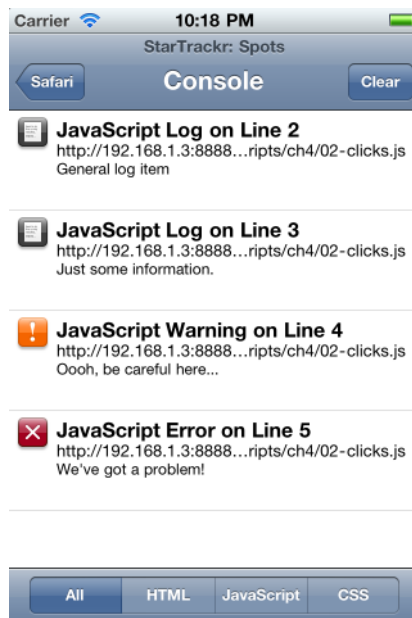 Carrier 10:18 PM
StarTrackr: Spots
Safari Console Clear
JavaScript Log on Line 2
http://192.168.1.3:8888...ripts/ch4/02-clicks.js
General log item
JavaScript Log on Line 3
http://192.168.1.3:8888...ripts/ch4/02-clicks.js
Just some information.
JavaScript Warning on Line 4
http://192.168.1.3:8888...ripts/ch4/02-clicks.js
Oooh, be careful here...
JavaScript Error on Line 5
http://192.168.1.3:8888...ripts/ch4/02-clicks.js
We've got a problem!
All HTML JavaScript CSS